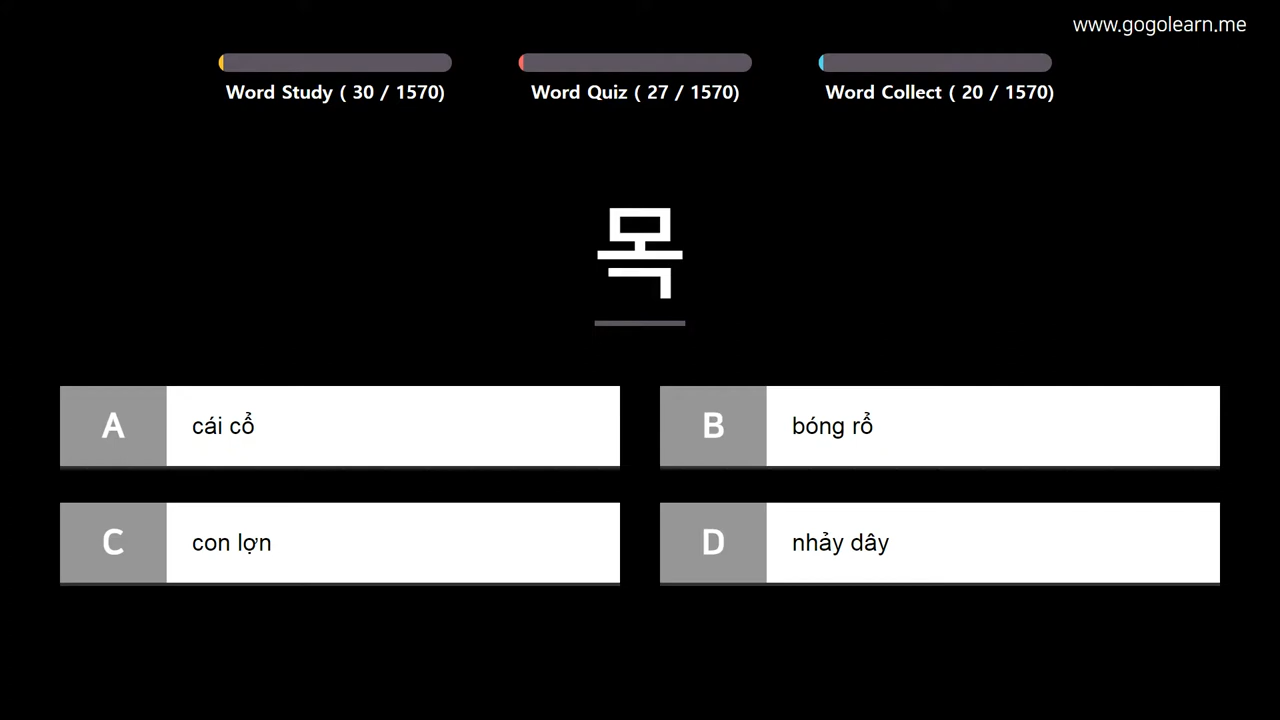 www.gogolearn.me
Word Study ( 30 / 1570)
Word Quiz ( 27 / 1570)
Word Collect ( 20 / 1570)
목
A cái cổ
B bóng rổ
C con lợn
D nhảy dây